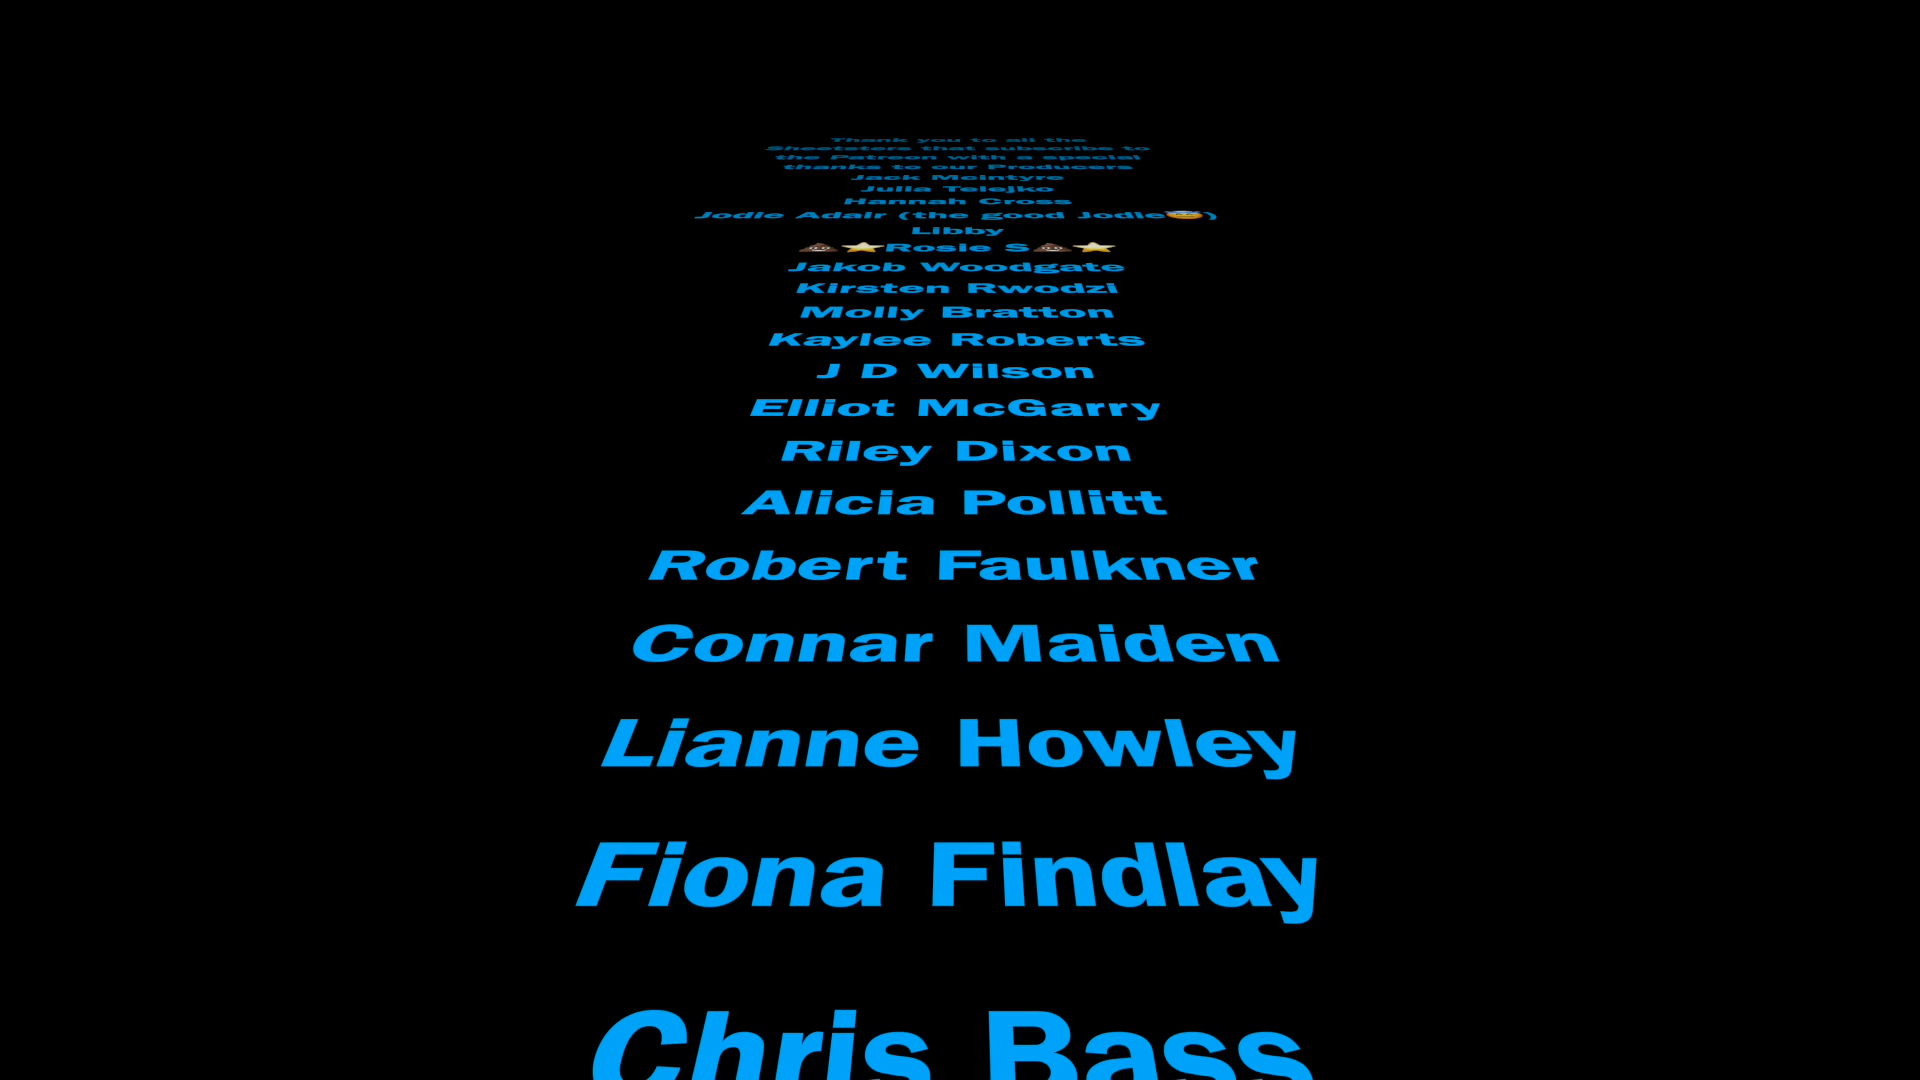 Thank you to all the
Sheetsters that subscribe to
the Patreon with a special
thanks to our Producers
Jack Mcintyre
Julia Telejko
Hannah Cross
Jodie Adair (the good Jodie😇)
Libby
💩⭐Rosie S💩⭐
Jakob Woodgate
Kirsten Rwodzi
Molly Bratton
Kaylee Roberts
J D Wilson
Elliot McGarry
Riley Dixon
Alicia Pollitt
Robert Faulkner
Connar Maiden
Lianne Howley
Fiona Findlay
Chris Bass